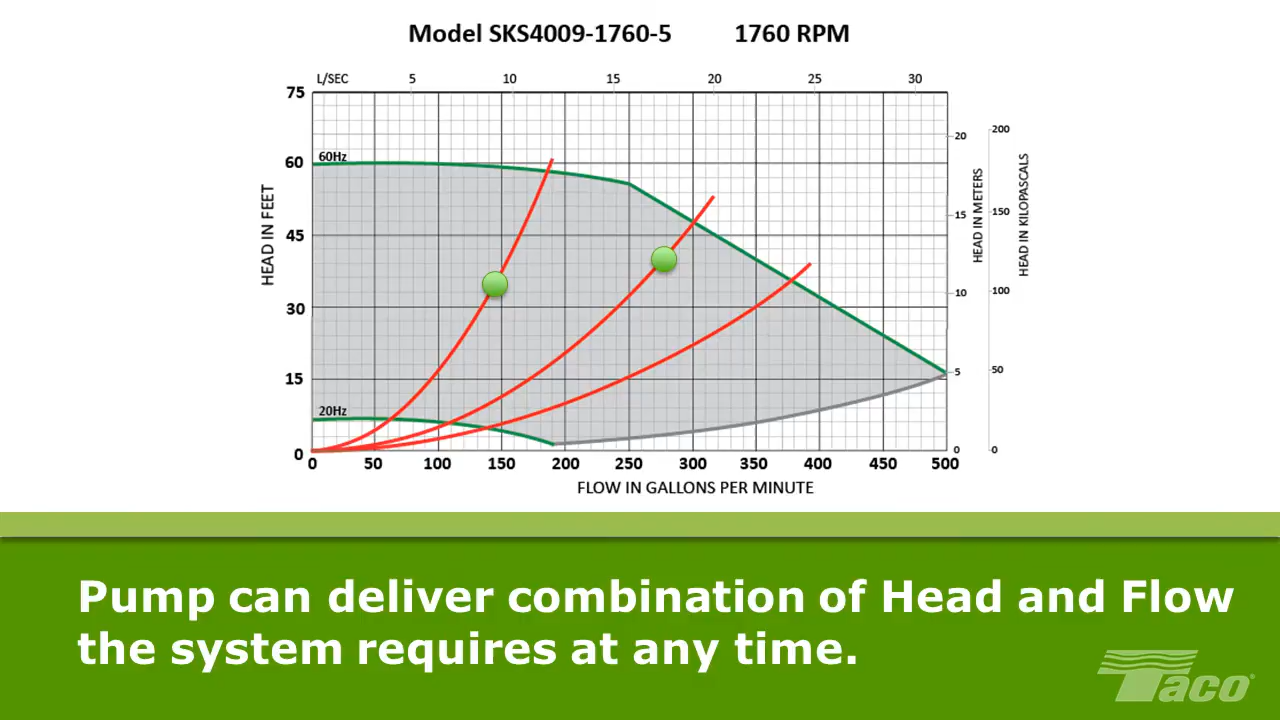 Model SKS4009-1760-5 1760 RPM
L/SEC 5 10 15 20 25 30
75
60
45
30
15
0
HEAD IN FEET
60Hz
20Hz
0 50 100 150 200 250 300 350 400 450 500
FLOW IN GALLONS PER MINUTE
20
15
10
5
0
HEAD IN METERS
200
150
100
50
0
HEAD IN KILOPASCALS
Pump can deliver combination of Head and Flow
the system requires at any time.
Taco®